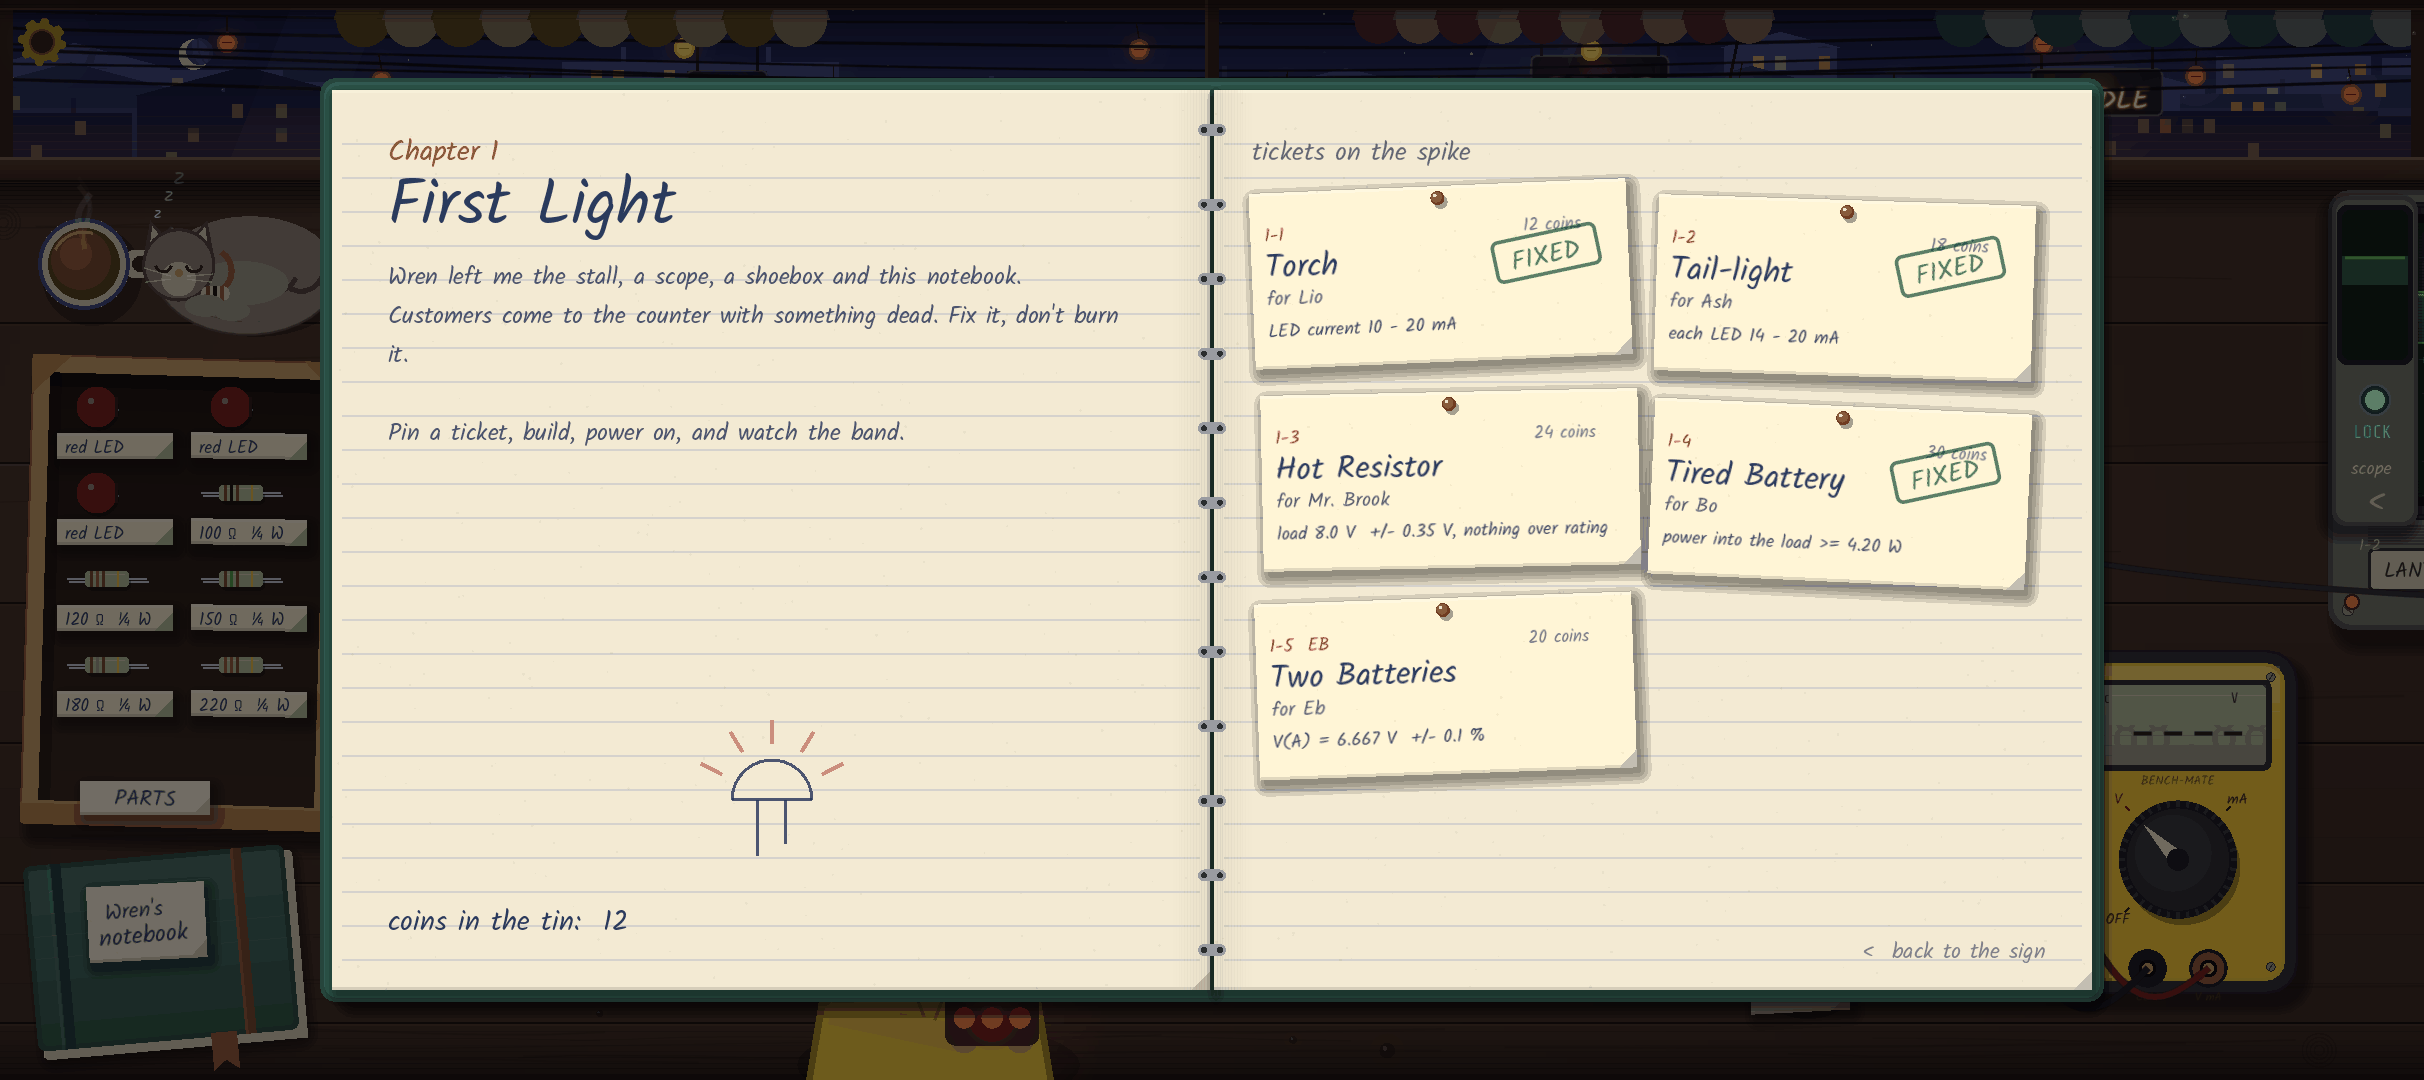 DLE
Chapter 1
First Light
Wren left me the stall, a scope, a shoebox and this notebook.
Customers come to the counter with something dead. Fix it, don't burn
it.
Pin a ticket, build, power on, and watch the band.
coins in the tin: 12
tickets on the spike
1-1
12 coins
FIXED
Torch
for Lio
LED current 10 - 20 mA
1-2
18 coins
FIXED
Tail-light
for Ash
each LED 14 - 20 mA
1-3
24 coins
Hot Resistor
for Mr. Brook
load 8.0 V +/- 0.35 V, nothing over rating
1-4
30 coins
FIXED
Tired Battery
for Bo
power into the load >= 4.20 W
1-5 EB
20 coins
Two Batteries
for Eb
V(A) = 6.667 V +/- 0.1 %
< back to the sign
z
z
z
red LED
red LED
red LED
100 Ω ¼ W
120 Ω ¼ W
150 Ω ¼ W
180 Ω ¼ W
220 Ω ¼ W
PARTS
Wren's
notebook
LOCK
scope
<
1-2
LAN
V
BENCH-MATE
V
mA
OFF